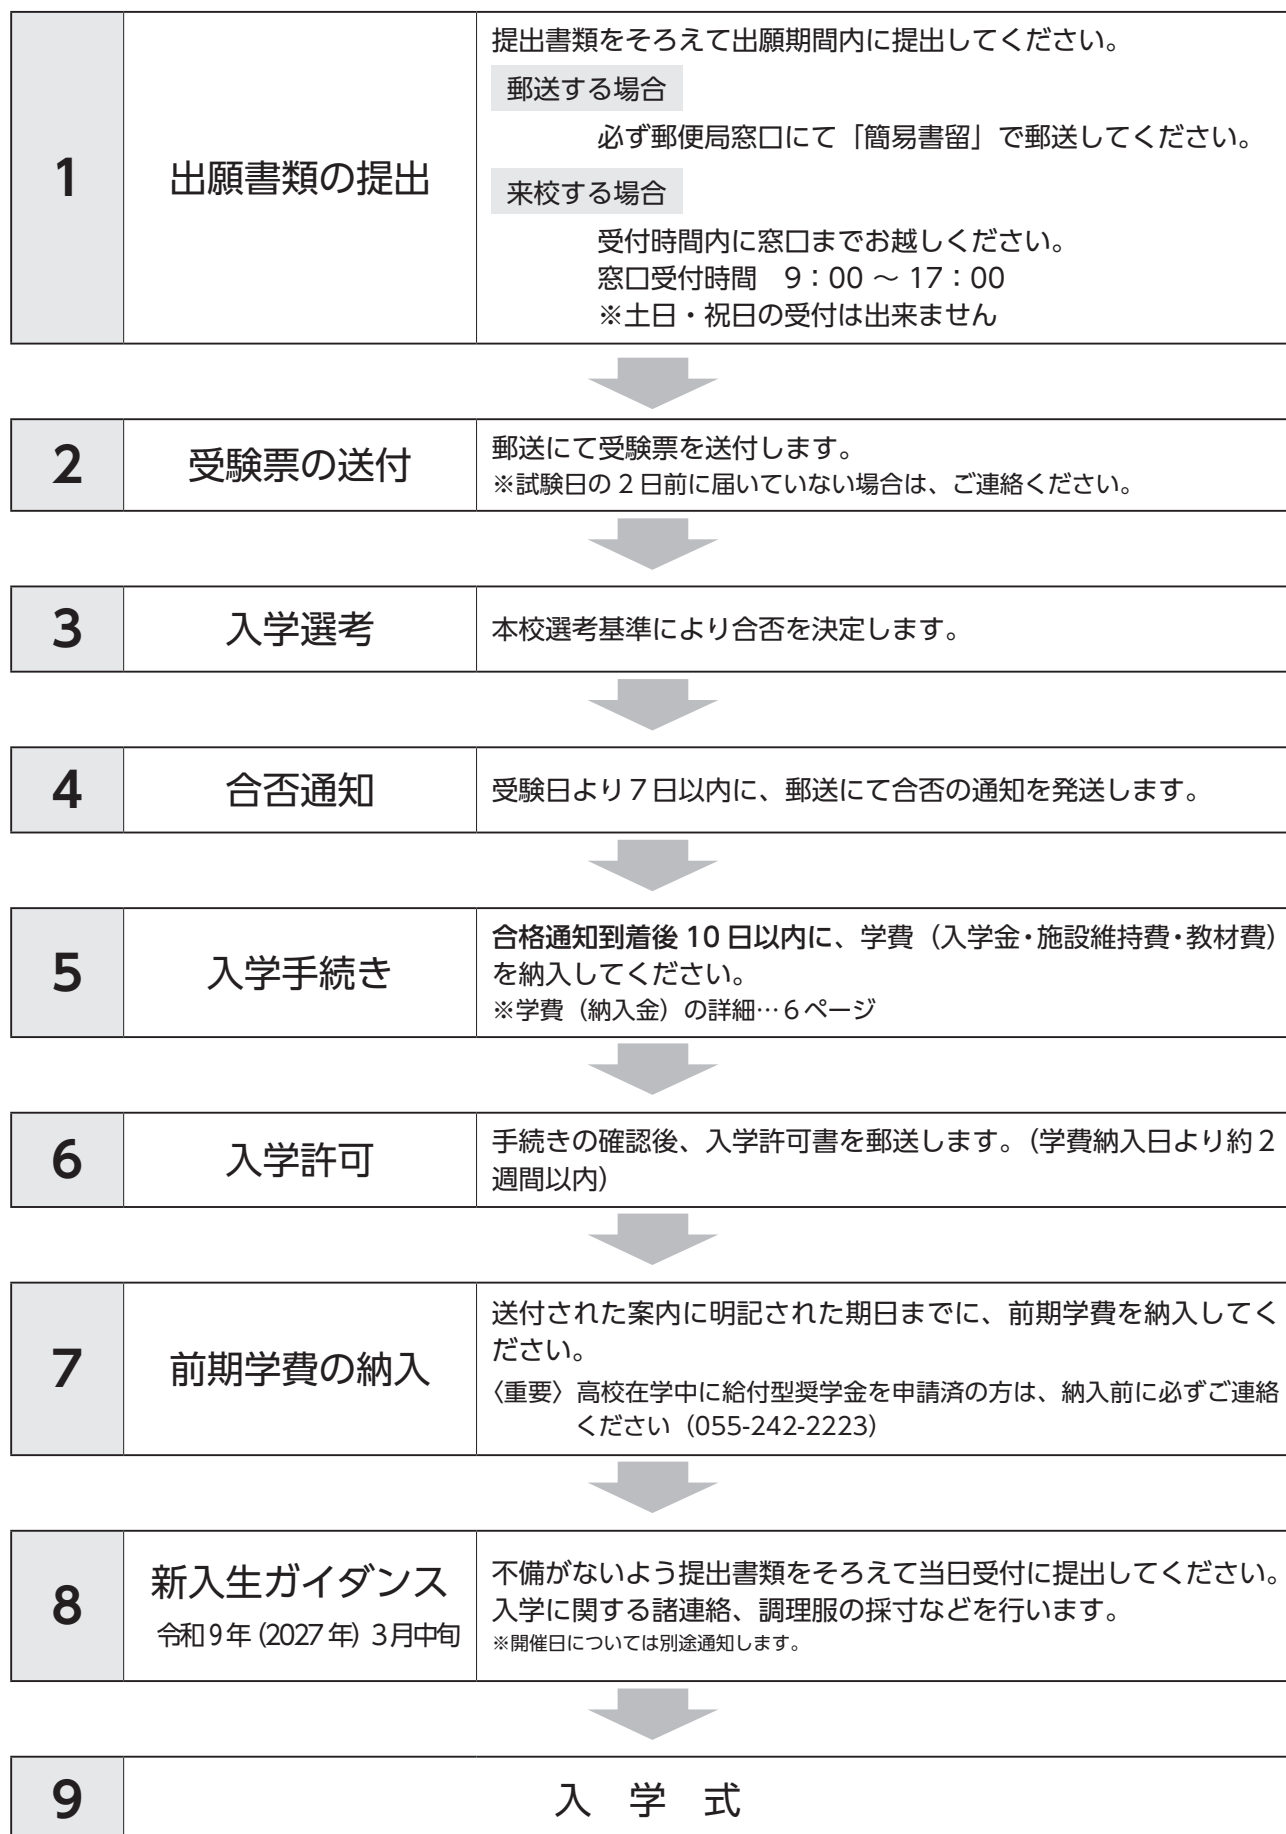 1
出願書類の提出
提出書類をそろえて出願期間内に提出してください。
郵送する場合
必ず郵便局窓口にて「簡易書留」で郵送してください。
来校する場合
受付時間内に窓口までお越しください。
窓口受付時間　9：00 〜 17：00
※土日・祝日の受付は出来ません
2
受験票の送付
郵送にて受験票を送付します。
※試験日の 2 日前に届いていない場合は、ご連絡ください。
3
入学選考
本校選考基準により合否を決定します。
4
合否通知
受験日より 7 日以内に、郵送にて合否の通知を発送します。
5
入学手続き
合格通知到着後 10 日以内に、学費（入学金・施設維持費・教材費）
を納入してください。
※学費（納入金）の詳細…6 ページ
6
入学許可
手続きの確認後、入学許可書を郵送します。（学費納入日より約 2
週間以内）
7
前期学費の納入
送付された案内に明記された期日までに、前期学費を納入してく
ださい。
〈重要〉高校在学中に給付型奨学金を申請済の方は、納入前に必ずご連絡
ください（055-242-2223）
8
新入生ガイダンス
令和 9 年（2027 年）3 月中旬
不備がないよう提出書類をそろえて当日受付に提出してください。
入学に関する諸連絡、調理服の採寸などを行います。
※開催日については別途通知します。
9
入　学　式